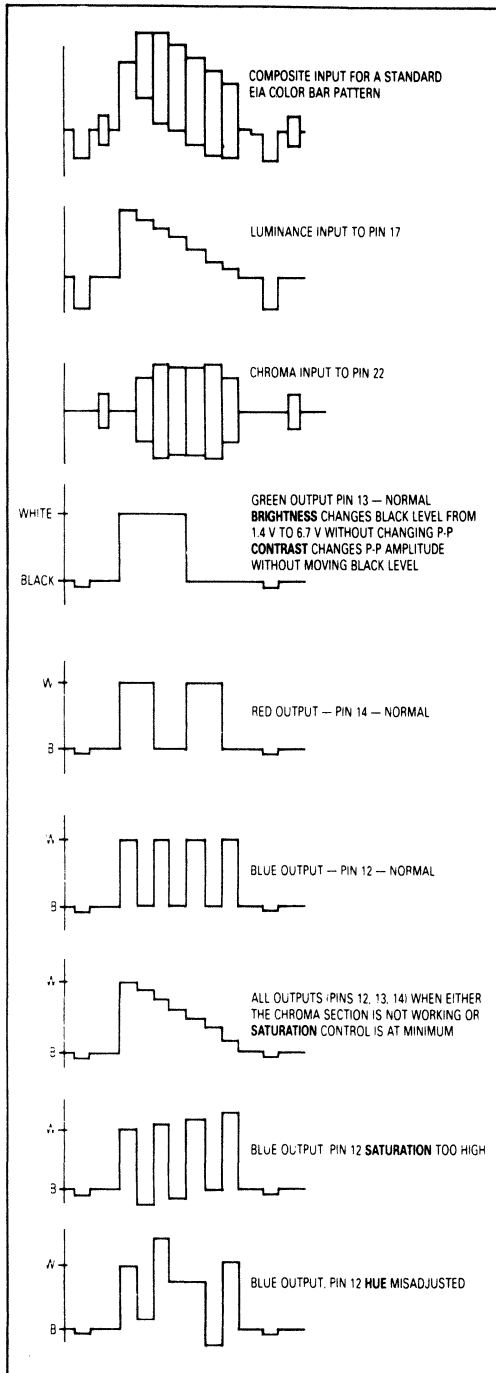 COMPOSITE INPUT FOR A STANDARD
EIA COLOR BAR PATTERN
LUMINANCE INPUT TO PIN 17
CHROMA INPUT TO PIN 22
GREEN OUTPUT PIN 13 — NORMAL
BRIGHTNESS CHANGES BLACK LEVEL FROM
1.4 V TO 6.7 V WITHOUT CHANGING P-P
CONTRAST CHANGES P-P AMPLITUDE
WITHOUT MOVING BLACK LEVEL
WHITE
BLACK
W
RED OUTPUT — PIN 14 — NORMAL
B
W
BLUE OUTPUT — PIN 12 — NORMAL
B
W
ALL OUTPUTS (PINS 12, 13, 14) WHEN EITHER
THE CHROMA SECTION IS NOT WORKING OR
SATURATION CONTROL IS AT MINIMUM
B
W
BLUE OUTPUT PIN 12 SATURATION TOO HIGH
B
W
BLUE OUTPUT, PIN 12 HUE MISADJUSTED
B